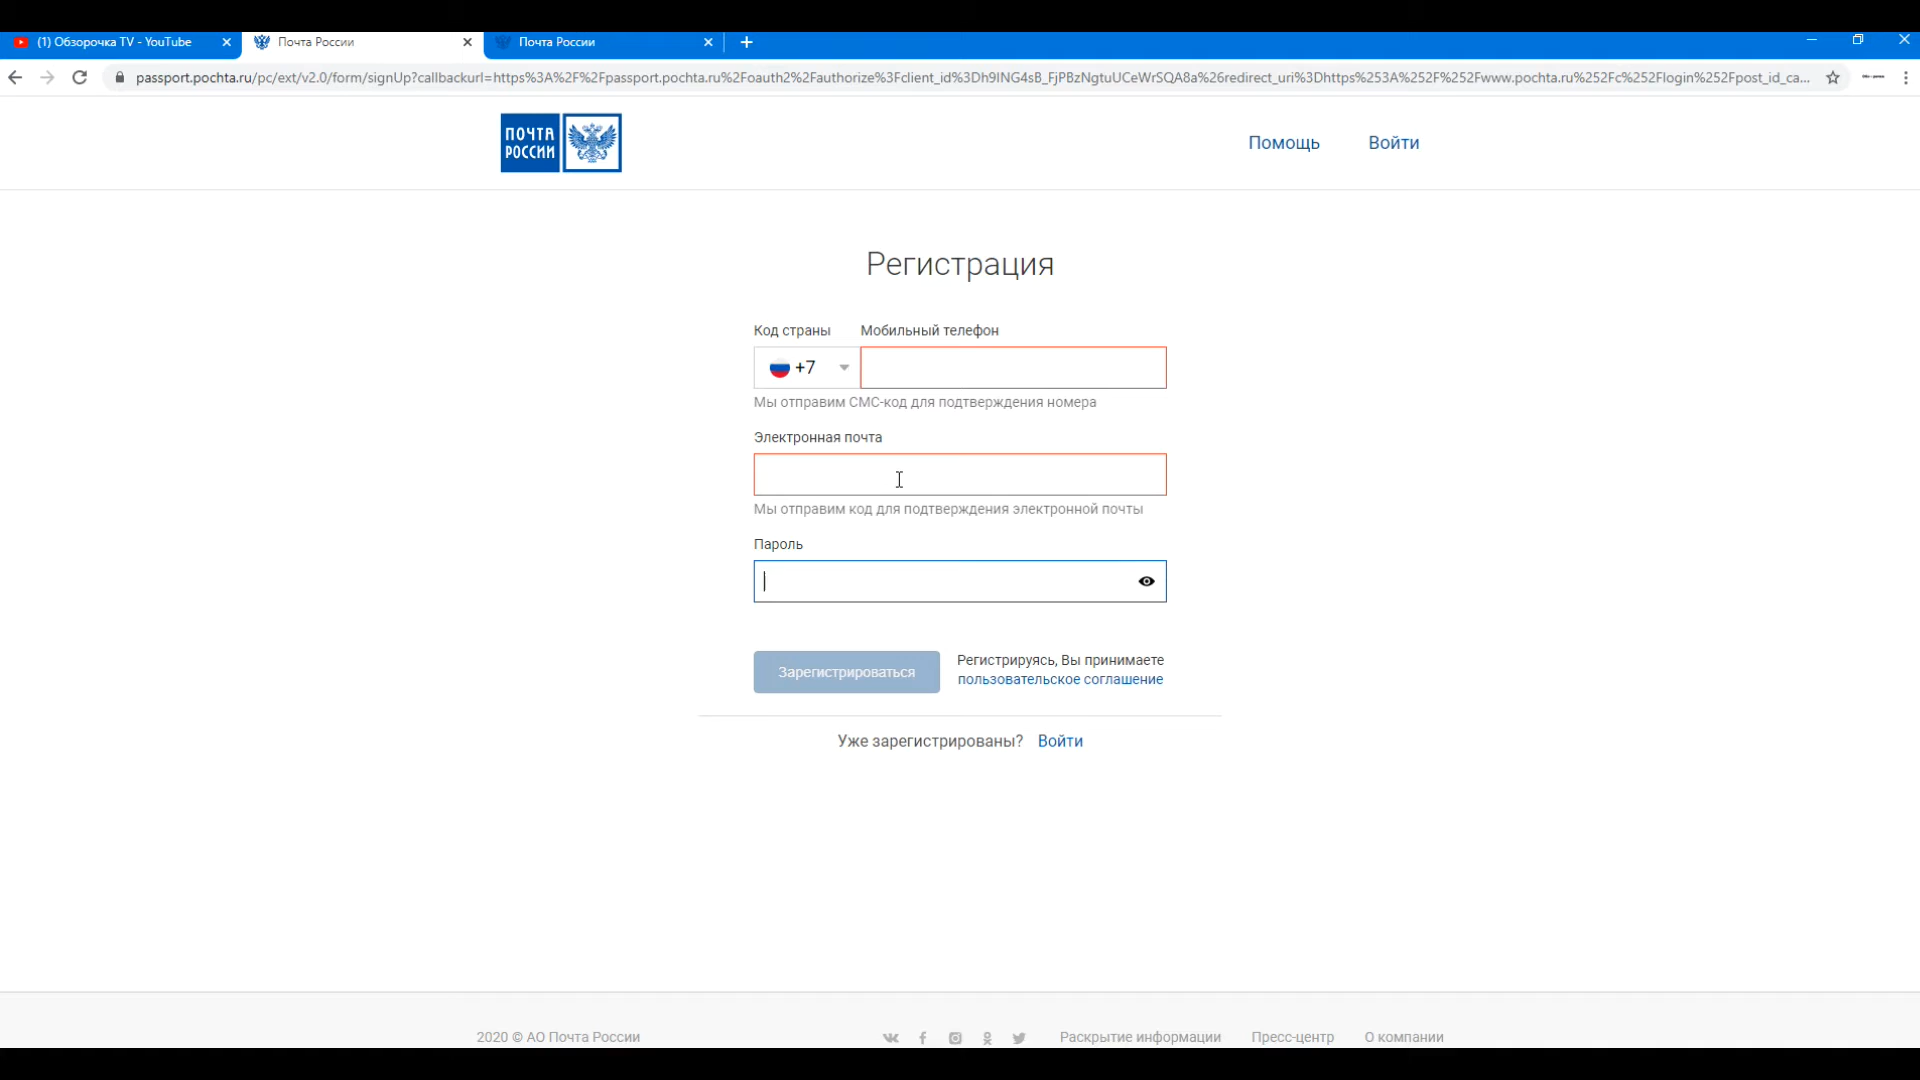 (1) Обзорочка TV - YouTube
Почта России
Почта России
passport.pochta.ru/pc/ext/v2.0/form/signUp?callbackurl=https%3A%2F%2Fpassport.pochta.ru%2Foauth2%2Fauthorize%3Fclient_id%3Dh9ING4sB_FjPBzNgtuUCeWrSQA8a%26redirect_uri%3Dhttps%253A%252F%252Fwww.pochta.ru%252Fc%252Flogin%252Fpost_id_ca...
ПОЧТА
РОССИИ
Помощь
Войти
Регистрация
Код страны
Мобильный телефон
+7
Мы отправим СМС-код для подтверждения номера
Электронная почта
Мы отправим код для подтверждения электронной почты
Пароль
Зарегистрироваться
Регистрируясь, Вы принимаете
пользовательское соглашение
Уже зарегистрированы? Войти
2020 © АО Почта России
Раскрытие информации
Пресс-центр
О компании